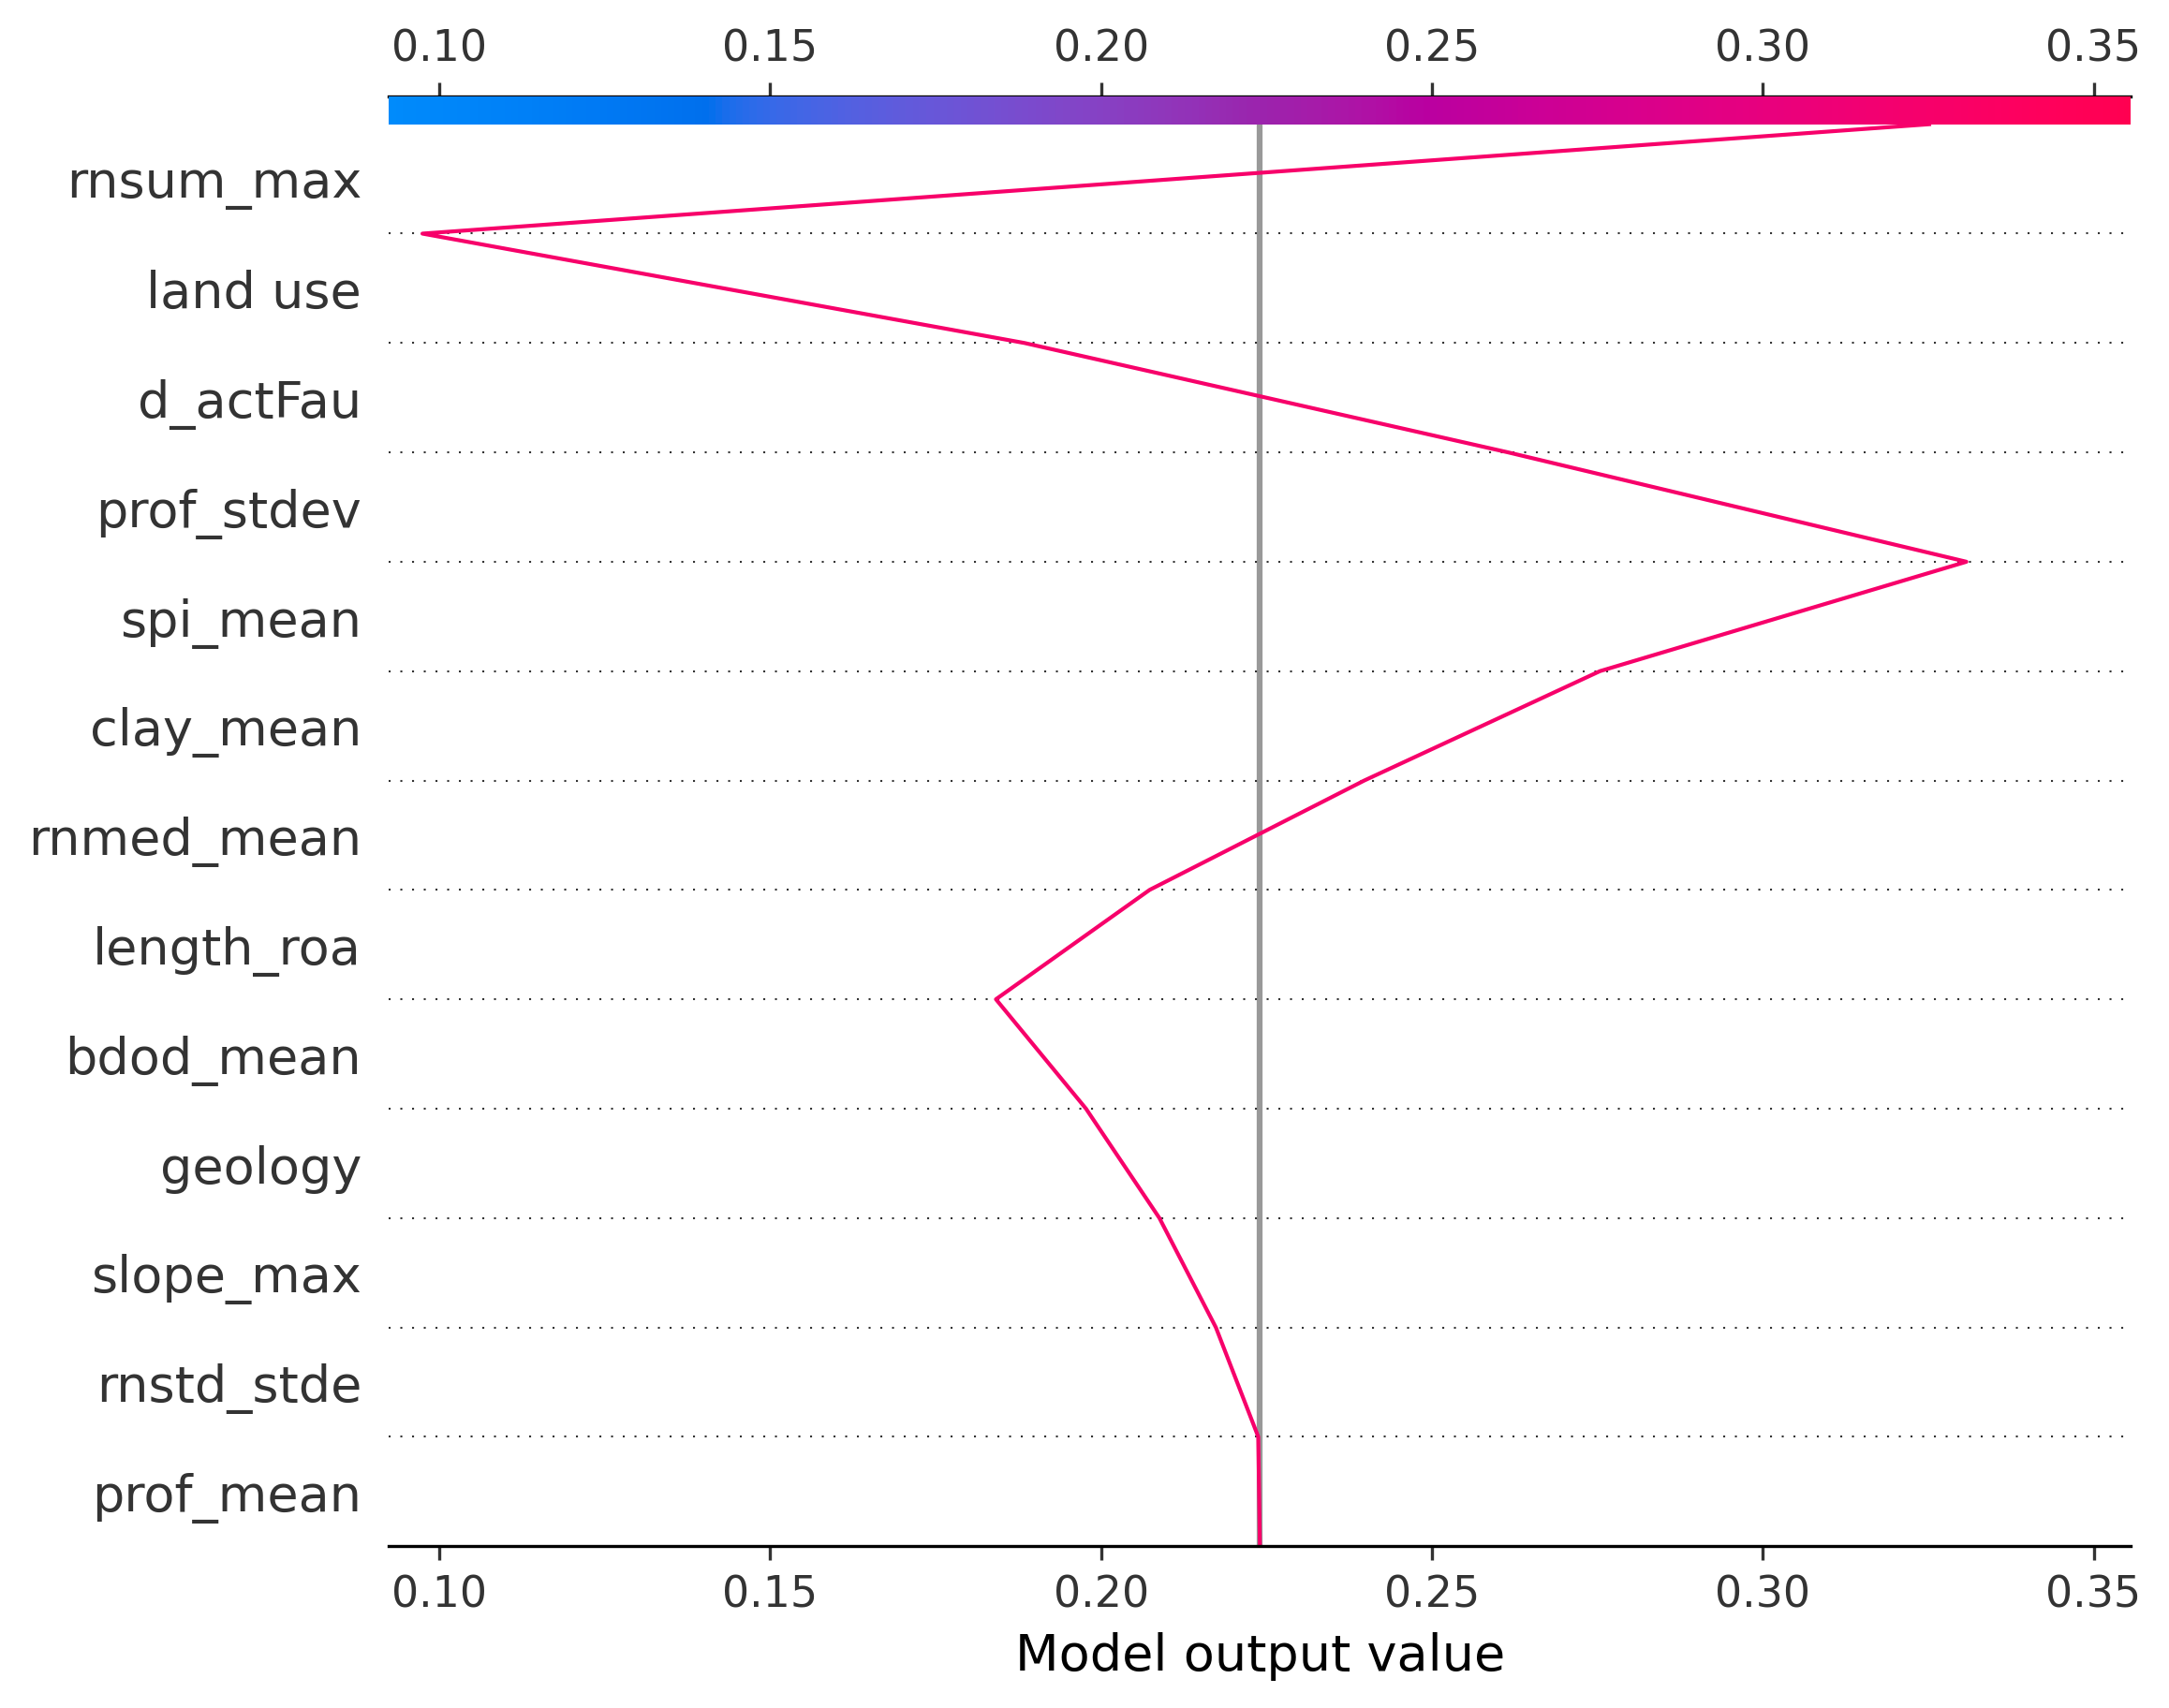 0.10 0.15 0.20 0.25 0.30 0.35
rnsum_max
land use
d_actFau
prof_stdev
spi_mean
clay_mean
rnmed_mean
length_roa
bdod_mean
geology
slope_max
rnstd_stde
prof_mean
0.10 0.15 0.20 0.25 0.30 0.35
Model output value